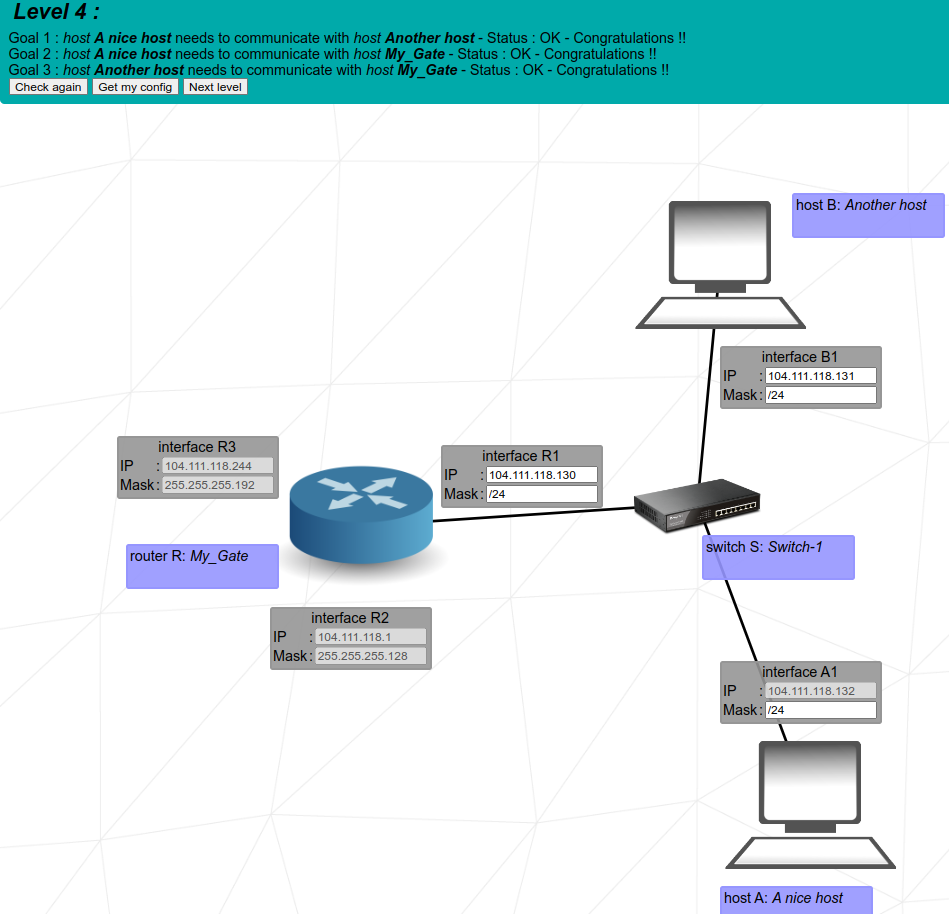 Level 4 :
Goal 1 : host A nice host needs to communicate with host Another host - Status : OK - Congratulations !!
Goal 2 : host A nice host needs to communicate with host My_Gate - Status : OK - Congratulations !!
Goal 3 : host Another host needs to communicate with host My_Gate - Status : OK - Congratulations !!
Check again Get my config Next level
host B: Another host
interface B1
IP : 104.111.118.131
Mask : /24
interface R3
IP : 104.111.118.244
Mask : 255.255.255.192
interface R1
IP : 104.111.118.130
Mask : /24
router R: My_Gate
switch S: Switch-1
interface R2
IP : 104.111.118.1
Mask : 255.255.255.128
interface A1
IP : 104.111.118.132
Mask : /24
host A: A nice host